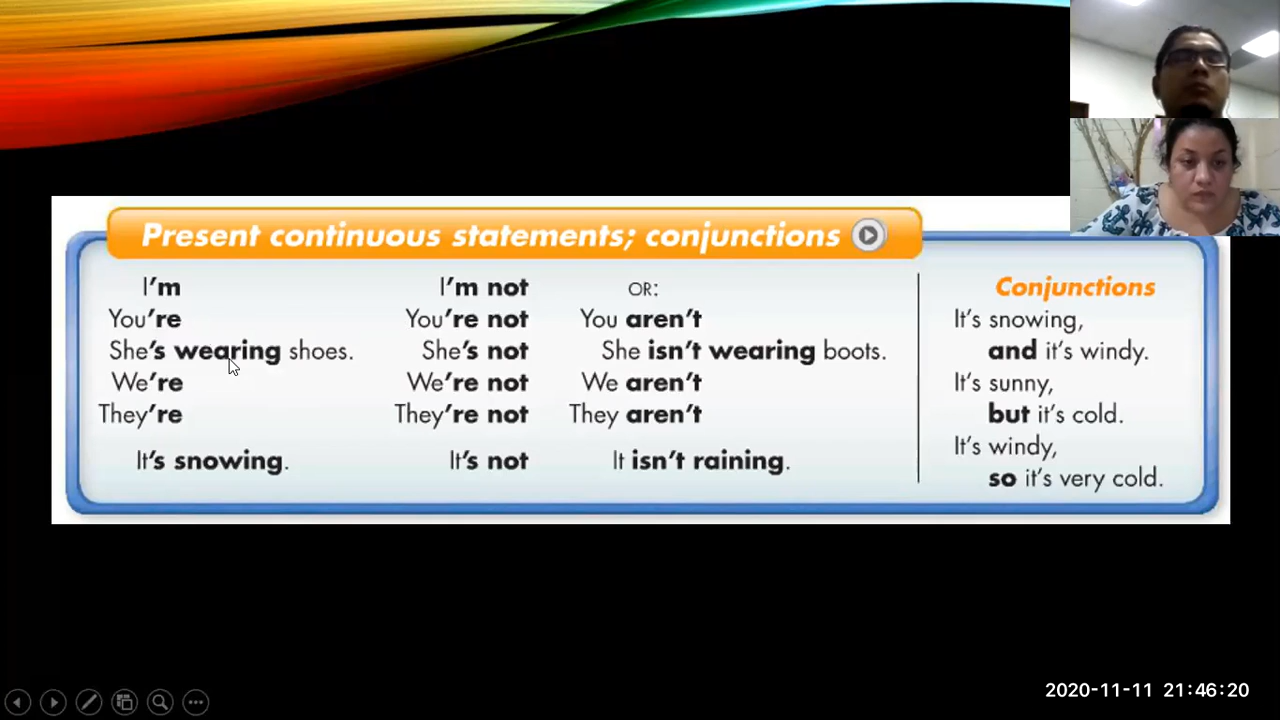 Present continuous statements; conjunctions
I'm
You're
She's wearing shoes.
We're
They're
It's snowing.
I'm not
You're not
She's not
We're not
They're not
It's not
OR:
You aren't
She isn't wearing boots.
We aren't
They aren't
It isn't raining.
Conjunctions
It's snowing,
and it's windy.
It's sunny,
but it's cold.
It's windy,
so it's very cold.
2020-11-11 21:46:20